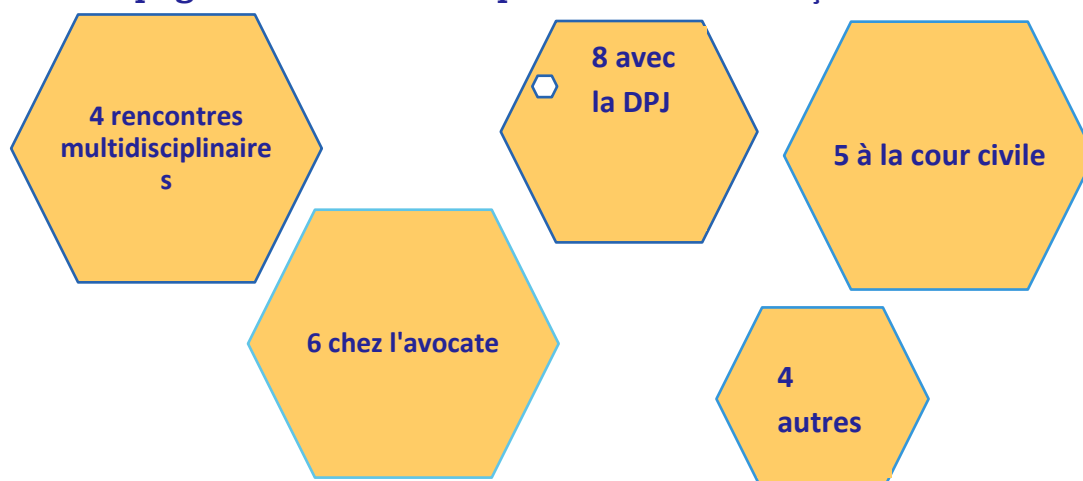 4 rencontres
multidisciplinaire
s
8 avec
la DPJ
5 à la cour civile
6 chez l'avocate
4
autres